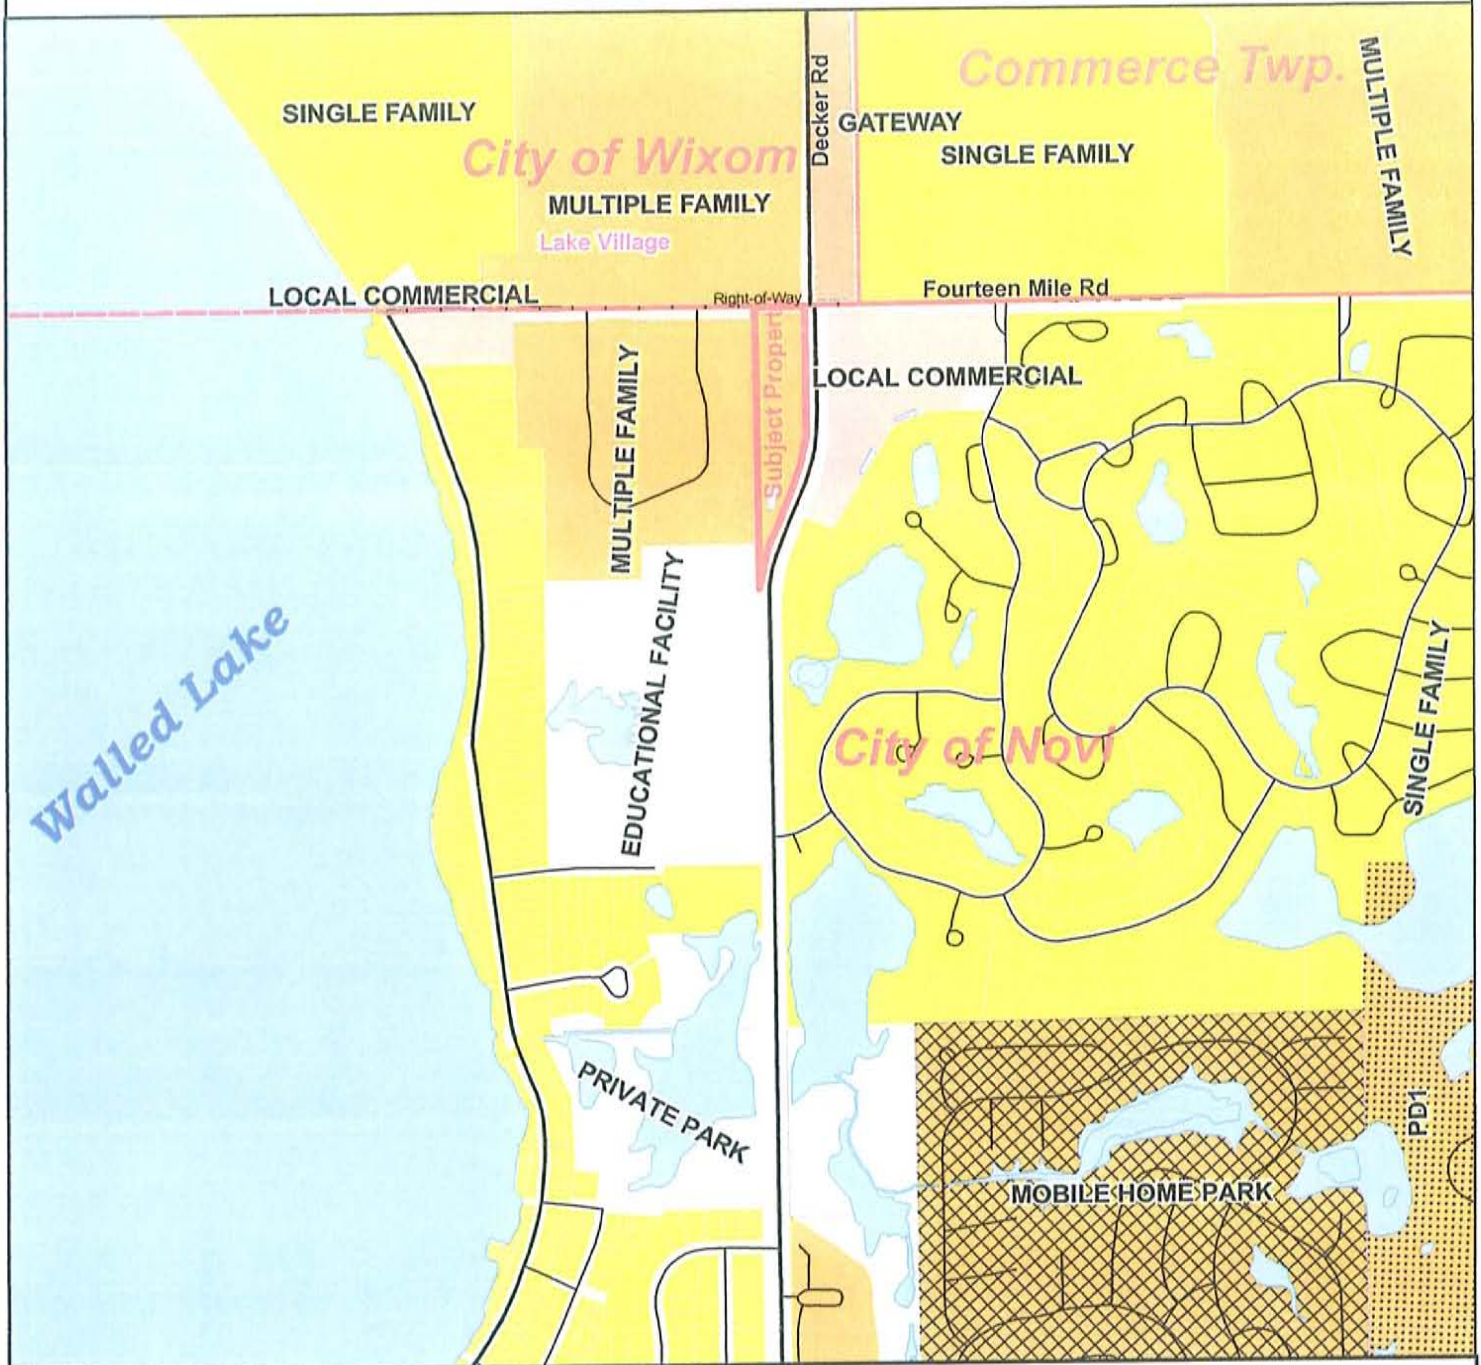 Commerce Twp.
Decker Rd
MULTIPLE FAMILY
SINGLE FAMILY
GATEWAY
City of Wixom
SINGLE FAMILY
MULTIPLE FAMILY
Lake Village
Fourteen Mile Rd
LOCAL COMMERCIAL
Right-of-Way
Subject Propert
LOCAL COMMERCIAL
MULTIPLE FAMILY
EDUCATIONAL FACILITY
Walled Lake
City of Novi
SINGLE FAMILY
PRIVATE PARK
PD1
MOBILE HOME PARK